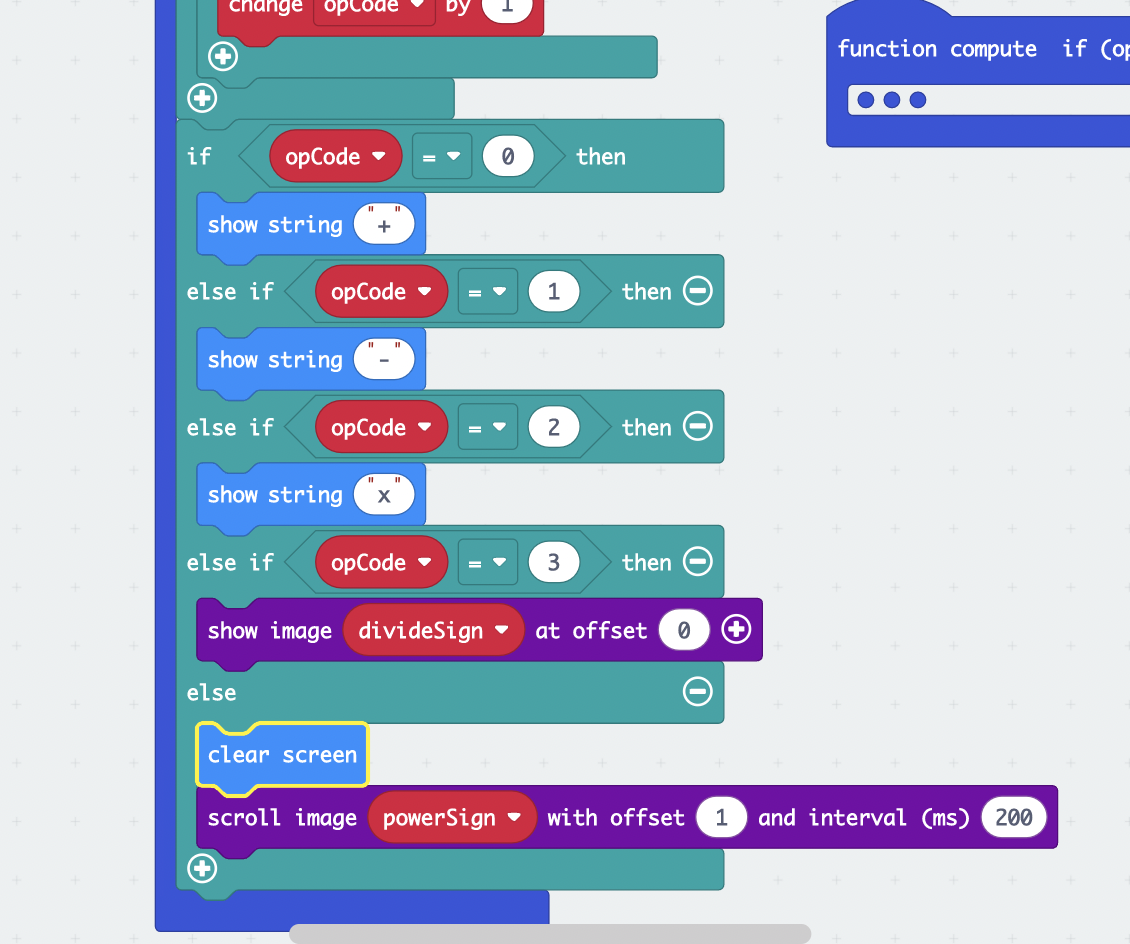 change opCode by 1
function compute if (op
if opCode = 0 then
show string "+"
else if opCode = 1 then
show string "-"
else if opCode = 2 then
show string "x"
else if opCode = 3 then
show image divideSign at offset 0
else
clear screen
scroll image powerSign with offset 1 and interval (ms) 200